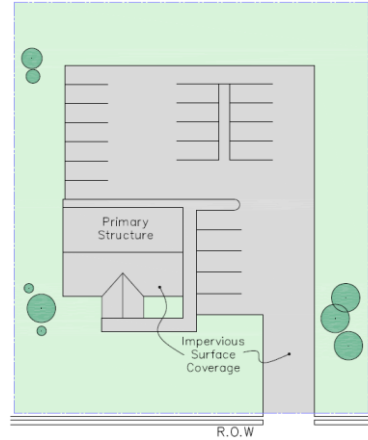 Primary
Structure
Impervious
Surface
Coverage
R.O.W